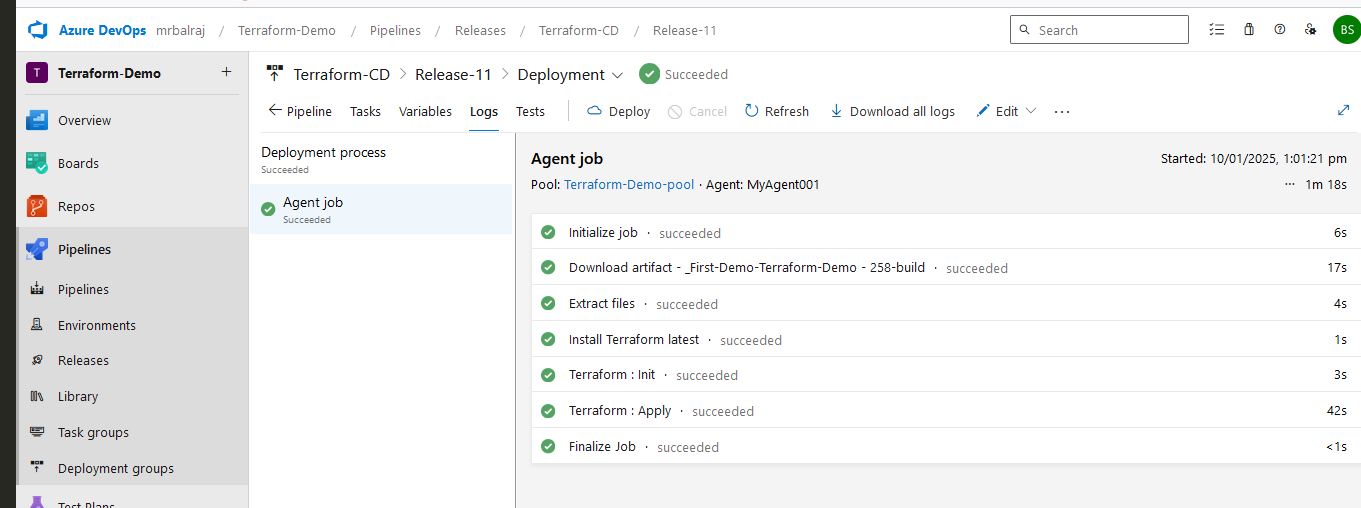 Azure DevOps mrbalraj / Terraform-Demo / Pipelines / Releases / Terraform-CD / Release-11
Search
BS
T Terraform-Demo +
Overview
Boards
Repos
Pipelines
Pipelines
Environments
Releases
Library
Task groups
Deployment groups
Test Plans
Terraform-CD > Release-11 > Deployment Succeeded
Pipeline Tasks Variables Logs Tests Deploy Cancel Refresh Download all logs Edit ...
Deployment process
Succeeded
Agent job
Succeeded
Agent job Started: 10/01/2025, 1:01:21 pm
Pool: Terraform-Demo-pool · Agent: MyAgent001 ... 1m 18s
Initialize job · succeeded 6s
Download artifact - _First-Demo-Terraform-Demo - 258-build · succeeded 17s
Extract files · succeeded 4s
Install Terraform latest · succeeded 1s
Terraform : Init · succeeded 3s
Terraform : Apply · succeeded 42s
Finalize Job · succeeded <1s